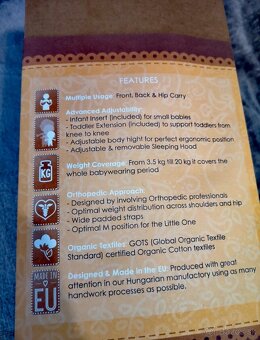 FEATURES
Multiple Usage: Front, Back & Hip Carry
Advanced Adjustability:
- Infant Insert (included) for small babies
- Toddler Extension (included) to support toddlers from
knee to knee
- Adjustable body hight for perfect ergonomic position
- Adjustable & removable Sleeping Hood
KG
Weight Coverage: From 3.5 kg till 20 kg it covers the
whole babywearing period
Orthopedic Approach:
- Designed by involving Orthopedic professionals
- Optimal weight distribution across shoulders and hip
- Wide padded straps
- Optimal M position for the Little One
Organic Textiles: GOTS (Global Organic Textile
Standard) certified Organic Cotton textiles
MADE IN
EU
Designed & Made in the EU: Produced with great
attention in our Hungarian manufactory using as many
handwork processes as possible.